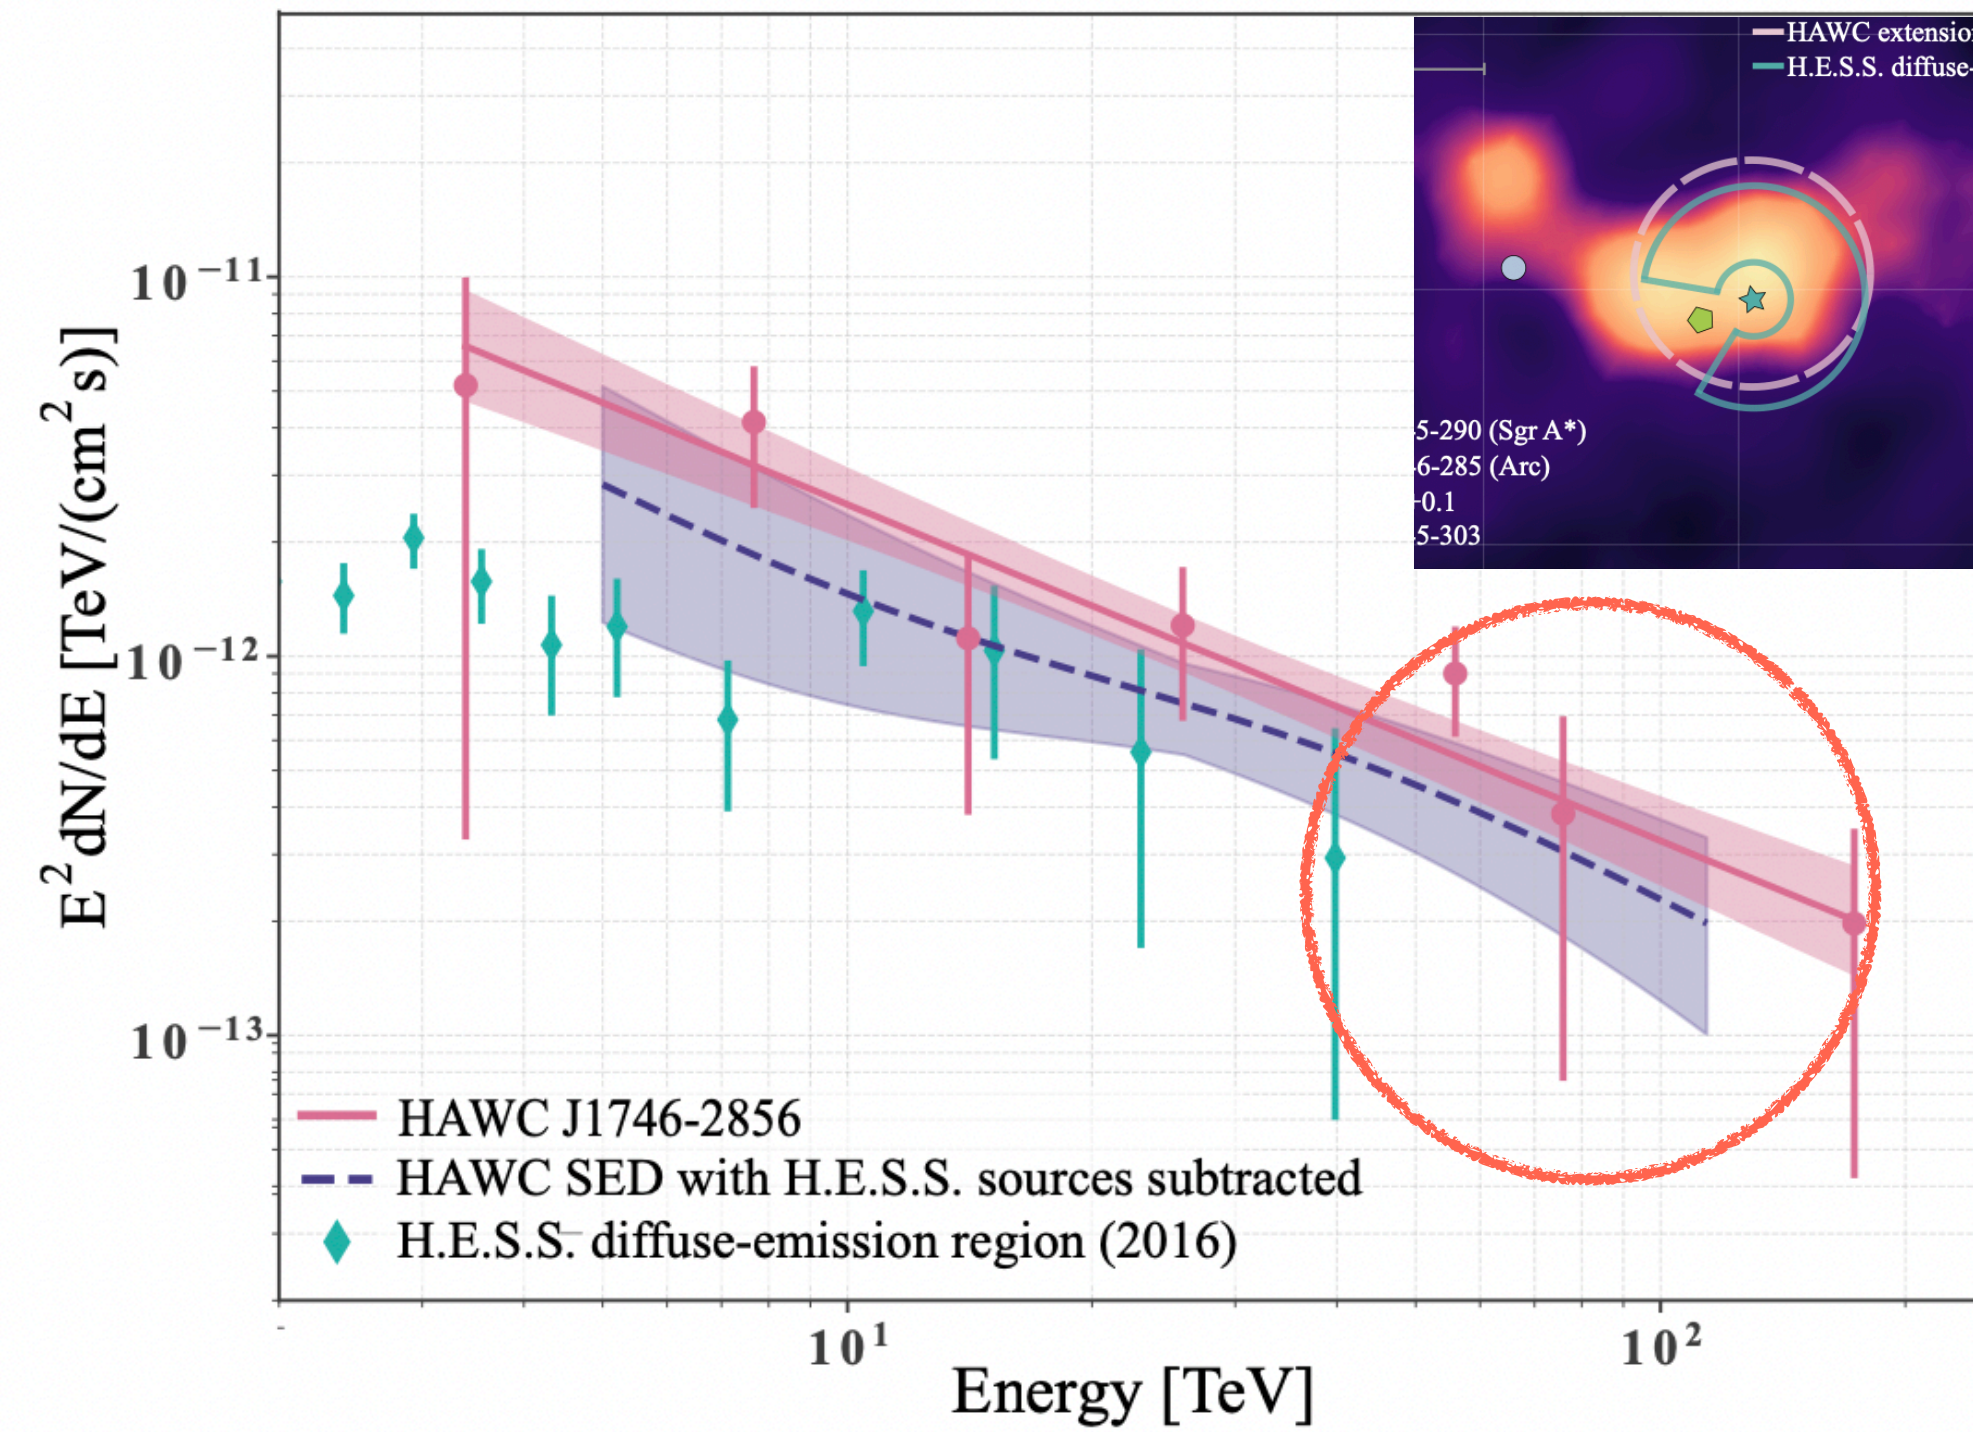 HAWC extensio
H.E.S.S. diffuse-
5-290 (Sgr A*)
6-285 (Arc)
+0.1
5-303
E² dN/dE [TeV/(cm² s)]
10⁻¹¹
10⁻¹²
10⁻¹³
HAWC J1746-2856
HAWC SED with H.E.S.S. sources subtracted
H.E.S.S. diffuse-emission region (2016)
10¹
10²
Energy [TeV]